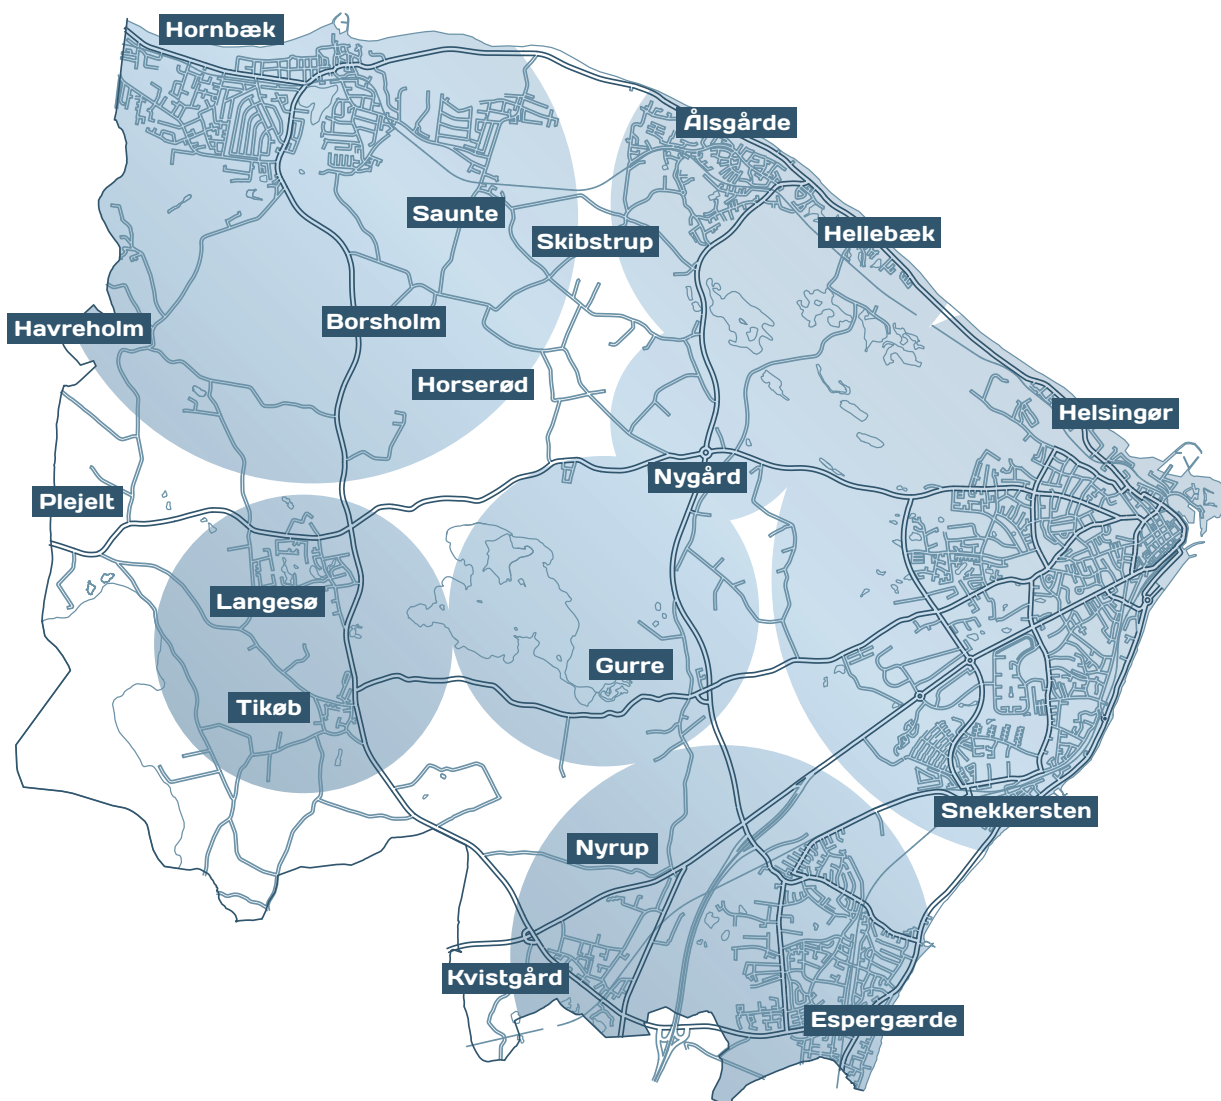 Hornbæk
Ålsgårde
Saunte
Skibstrup
Hellebæk
Havreholm
Borsholm
Horserød
Helsingør
Nygård
Plejelt
Langesø
Gurre
Tikøb
Snekkersten
Nyrup
Kvistgård
Espergærde